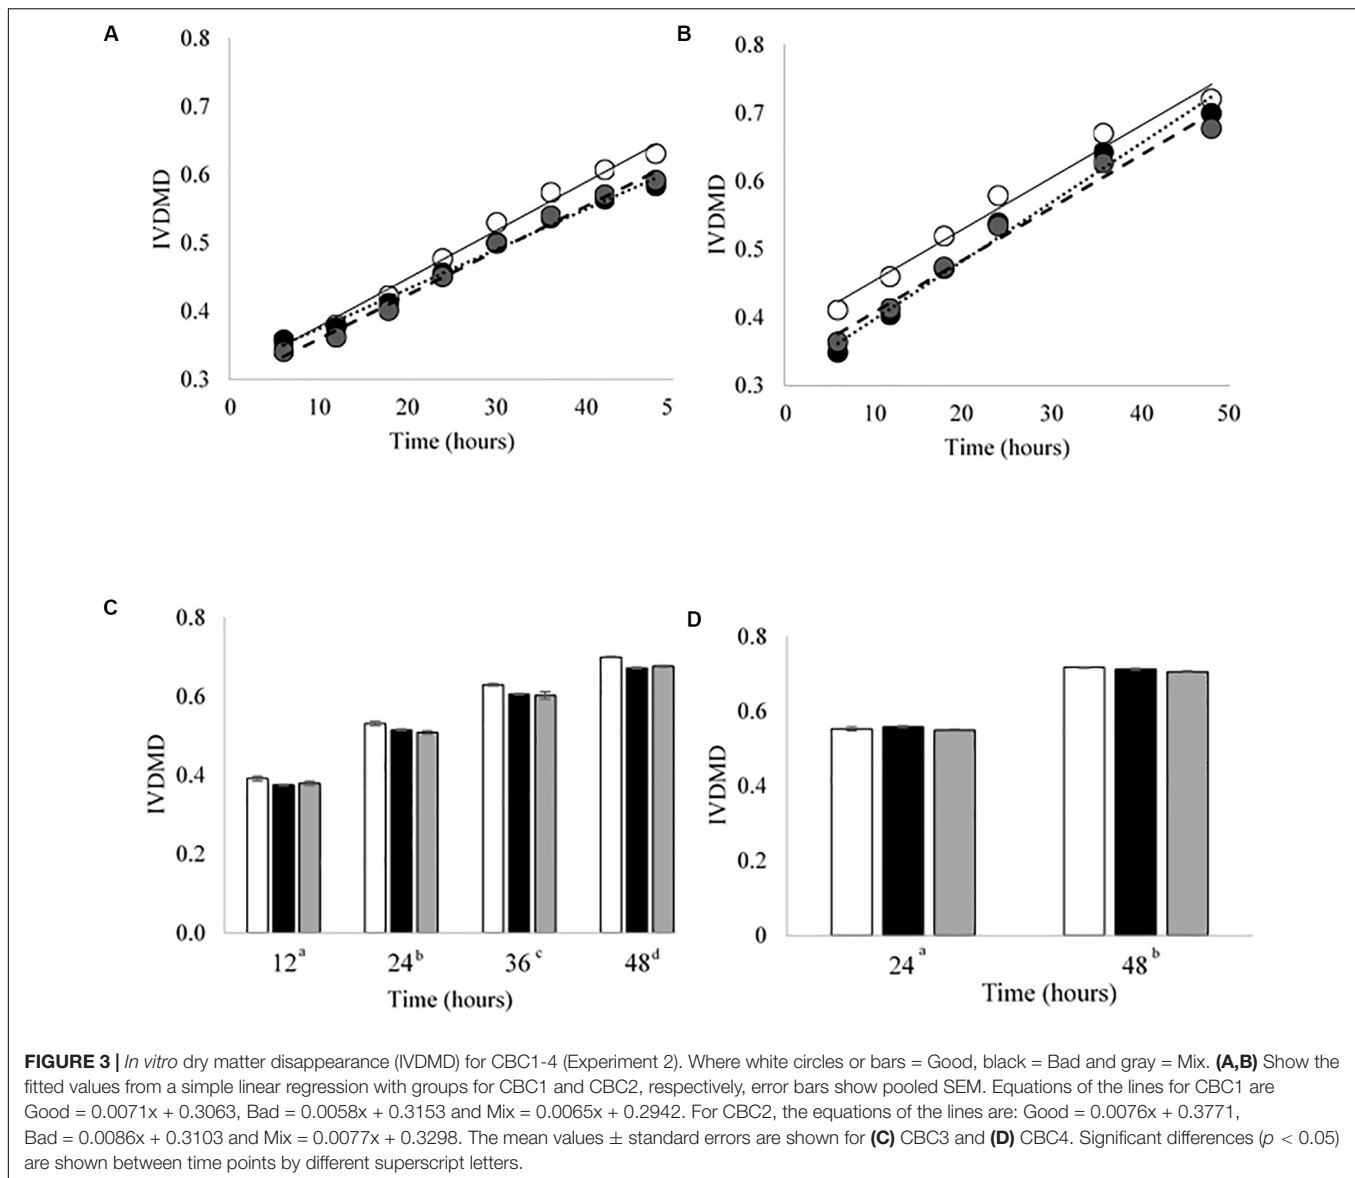 A
0.8
0.7
0.6
0.5
0.4
0.3
IVDMD
0 10 20 30 40 5
Time (hours)
B
0.8
0.7
0.6
0.5
0.4
0.3
IVDMD
0 10 20 30 40 50
Time (hours)
C
0.8
0.6
0.4
0.2
0.0
IVDMD
12ᵃ 24ᵇ 36ᶜ 48ᵈ
Time (hours)
D
0.8
0.6
0.4
0.2
0
IVDMD
24ᵃ 48ᵇ
Time (hours)
FIGURE 3 | In vitro dry matter disappearance (IVDMD) for CBC1-4 (Experiment 2). Where white circles or bars = Good, black = Bad and gray = Mix. (A,B) Show the
fitted values from a simple linear regression with groups for CBC1 and CBC2, respectively, error bars show pooled SEM. Equations of the lines for CBC1 are
Good = 0.0071x + 0.3063, Bad = 0.0058x + 0.3153 and Mix = 0.0065x + 0.2942. For CBC2, the equations of the lines are: Good = 0.0076x + 0.3771,
Bad = 0.0086x + 0.3103 and Mix = 0.0077x + 0.3298. The mean values ± standard errors are shown for (C) CBC3 and (D) CBC4. Significant differences (p < 0.05)
are shown between time points by different superscript letters.